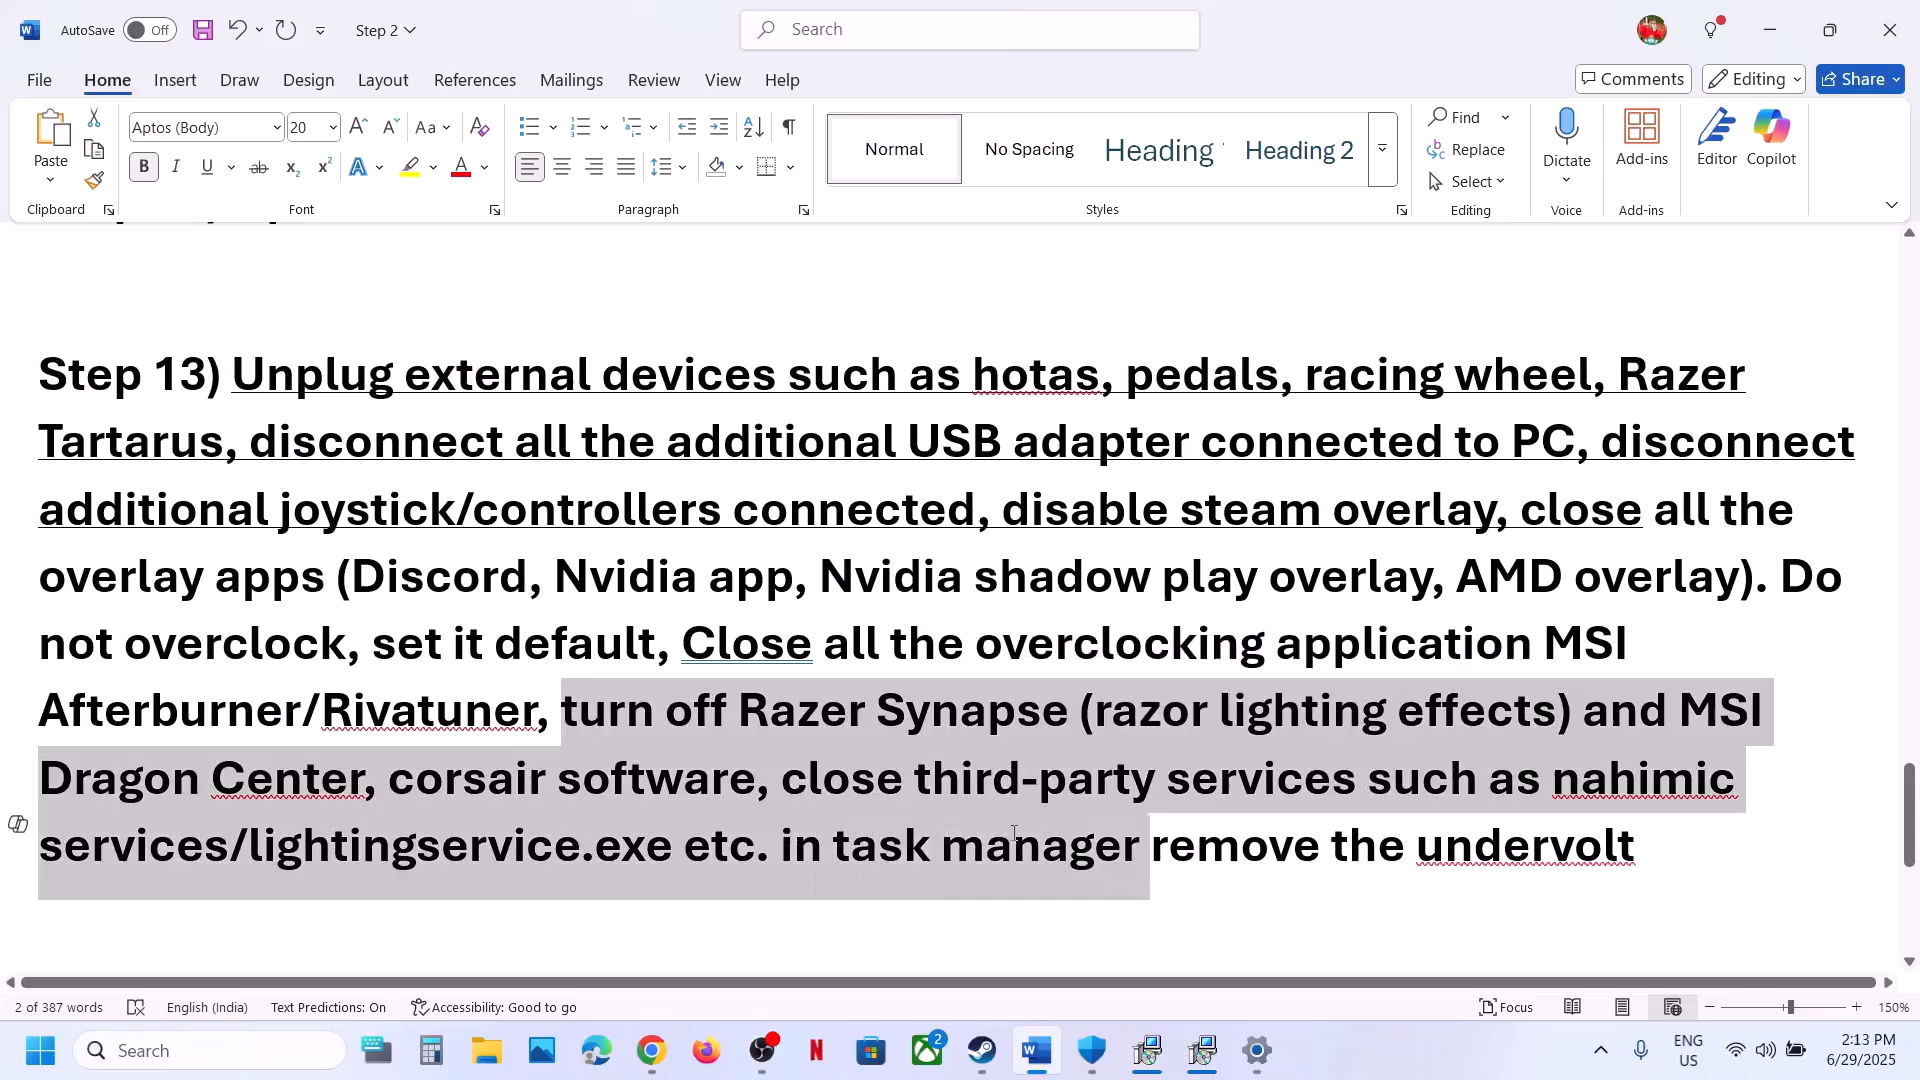 AutoSave Off Step 2 Search
File Home Insert Draw Design Layout References Mailings Review View Help Comments Editing Share
Paste Aptos (Body) 20 Aa Normal No Spacing Heading Heading 2 Find Replace Select Dictate Add-ins Editor Copilot
B I U ab x₂ x² A A
Clipboard Font Paragraph Styles Editing Voice Add-ins
Step 13) Unplug external devices such as hotas, pedals, racing wheel, Razer
Tartarus, disconnect all the additional USB adapter connected to PC, disconnect
additional joystick/controllers connected, disable steam overlay, close all the
overlay apps (Discord, Nvidia app, Nvidia shadow play overlay, AMD overlay). Do
not overclock, set it default, Close all the overclocking application MSI
Afterburner/Rivatuner, turn off Razer Synapse (razor lighting effects) and MSI
Dragon Center, corsair software, close third-party services such as nahimic
services/lightingservice.exe etc. in task manager remove the undervolt
2 of 387 words English (India) Text Predictions: On Accessibility: Good to go Focus 150%
Search 2 ENG US 2:13 PM 6/29/2025